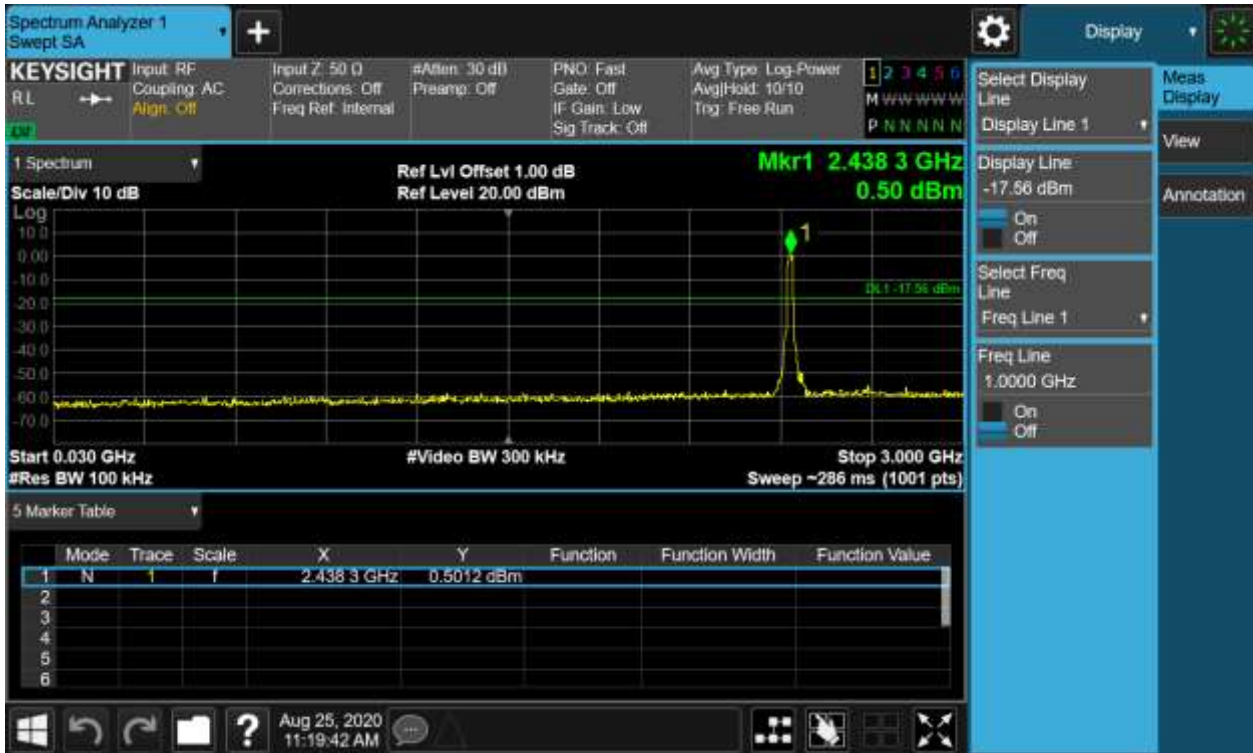 Spectrum Analyzer 1
Swept SA
+
Display
KEYSIGHT
RL
Input: RF
Coupling: AC
Align: Off
Input Z: 50 Ω
Corrections: Off
Freq Ref: Internal
#Atten: 30 dB
Preamp: Off
PNO: Fast
Gate: Off
IF Gain: Low
Sig Track: Off
Avg Type: Log-Power
Avg|Hold: 10/10
Trig: Free Run
1 2 3 4 5 6
M W W W W W
P N N N N N
1 Spectrum
Scale/Div 10 dB
Ref Lvl Offset 1.00 dB
Ref Level 20.00 dBm
Mkr1 2.438 3 GHz
0.50 dBm
Log
10.0
0.00
-10.0
-20.0
-30.0
-40.0
-50.0
-60.0
-70.0
1
DL1 -17.56 dBm
Start 0.030 GHz
#Res BW 100 kHz
#Video BW 300 kHz
Stop 3.000 GHz
Sweep ~286 ms (1001 pts)
5 Marker Table
Mode Trace Scale X Y Function Function Width Function Value
1 N 1 f 2.438 3 GHz 0.5012 dBm
2
3
4
5
6
?
Aug 25, 2020
11:19:42 AM
Select Display
Line
Display Line 1
Display Line
-17.56 dBm
On
Off
Select Freq
Line
Freq Line 1
Freq Line
1.0000 GHz
On
Off
Meas
Display
View
Annotation